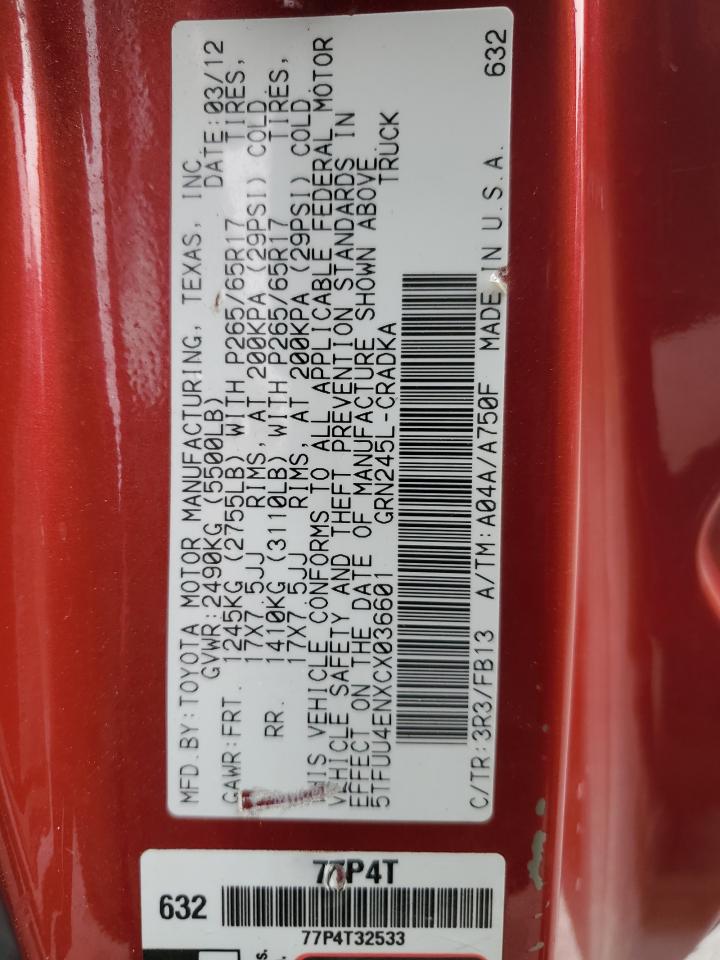 MFD.BY:TOYOTA MOTOR MANUFACTURING, TEXAS, INC.
GVWR:2490KG (5500LB) DATE:03/12
GAWR:FRT. 1245KG (2755LB) WITH P265/65R17 TIRES,
17X7.5JJ RIMS, AT 200KPA (29PSI) COLD
RR. 1410KG (3110LB) WITH P265/65R17 TIRES,
17X7.5JJ RIMS, AT 200KPA (29PSI) COLD
THIS VEHICLE CONFORMS TO ALL APPLICABLE FEDERAL MOTOR
VEHICLE SAFETY AND THEFT PREVENTION STANDARDS IN
EFFECT ON THE DATE OF MANUFACTURE SHOWN ABOVE.
5TFUU4ENXCX036601 GRN245L-CRADKA TRUCK
C/TR:3R3/FB13 A/TM:A04A/A750F MADE IN U.S.A. 632
77P4T
632
77P4T32533
s.